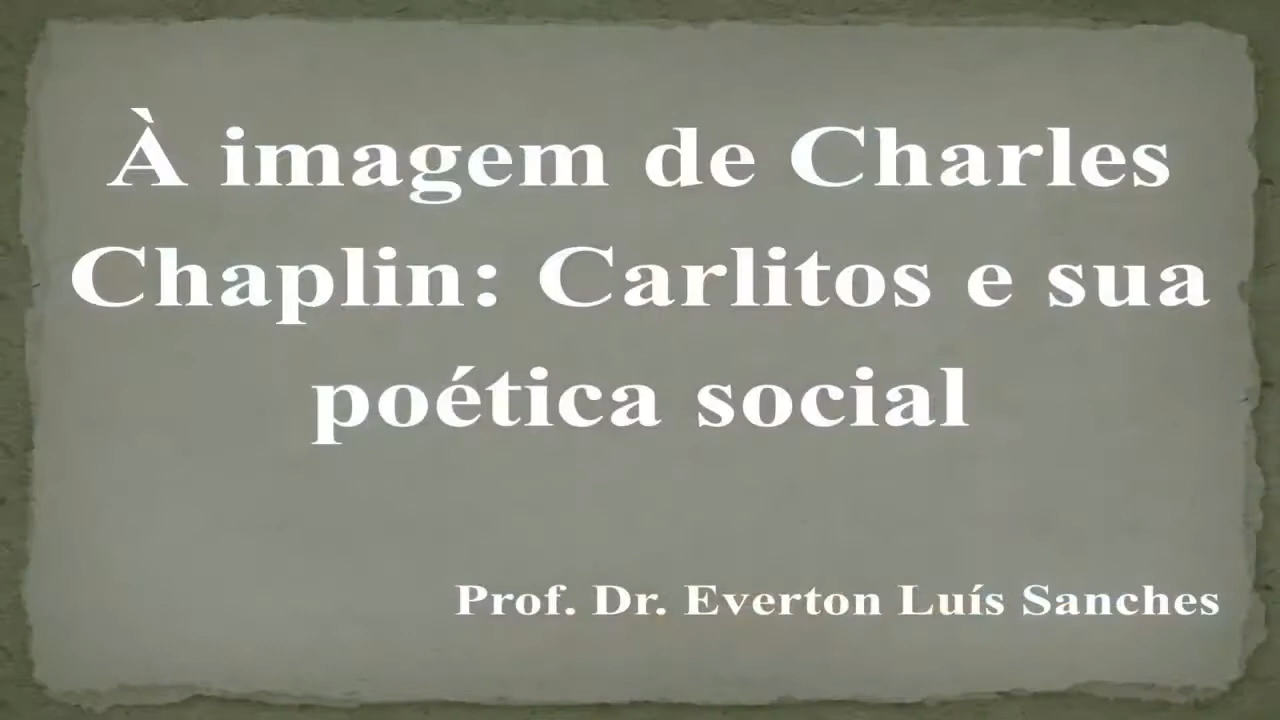 À imagem de Charles
Chaplin: Carlitos e sua
poética social
Prof. Dr. Everton Luís Sanches